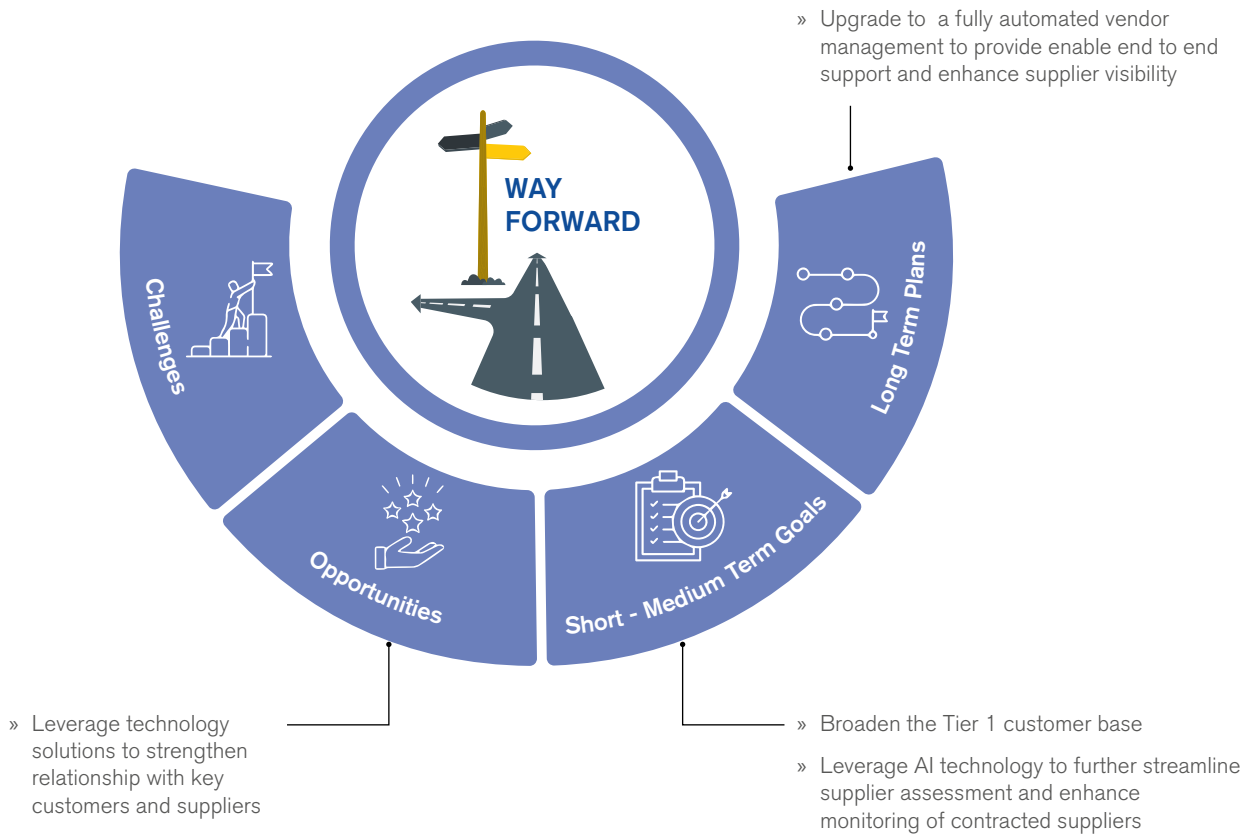 » Upgrade to a fully automated vendor
management to provide enable end to end
support and enhance supplier visibility
WAY
FORWARD
Challenges
Opportunities
Short - Medium Term Goals
Long Term Plans
» Leverage technology
solutions to strengthen
relationship with key
customers and suppliers
» Broaden the Tier 1 customer base
» Leverage AI technology to further streamline
supplier assessment and enhance
monitoring of contracted suppliers